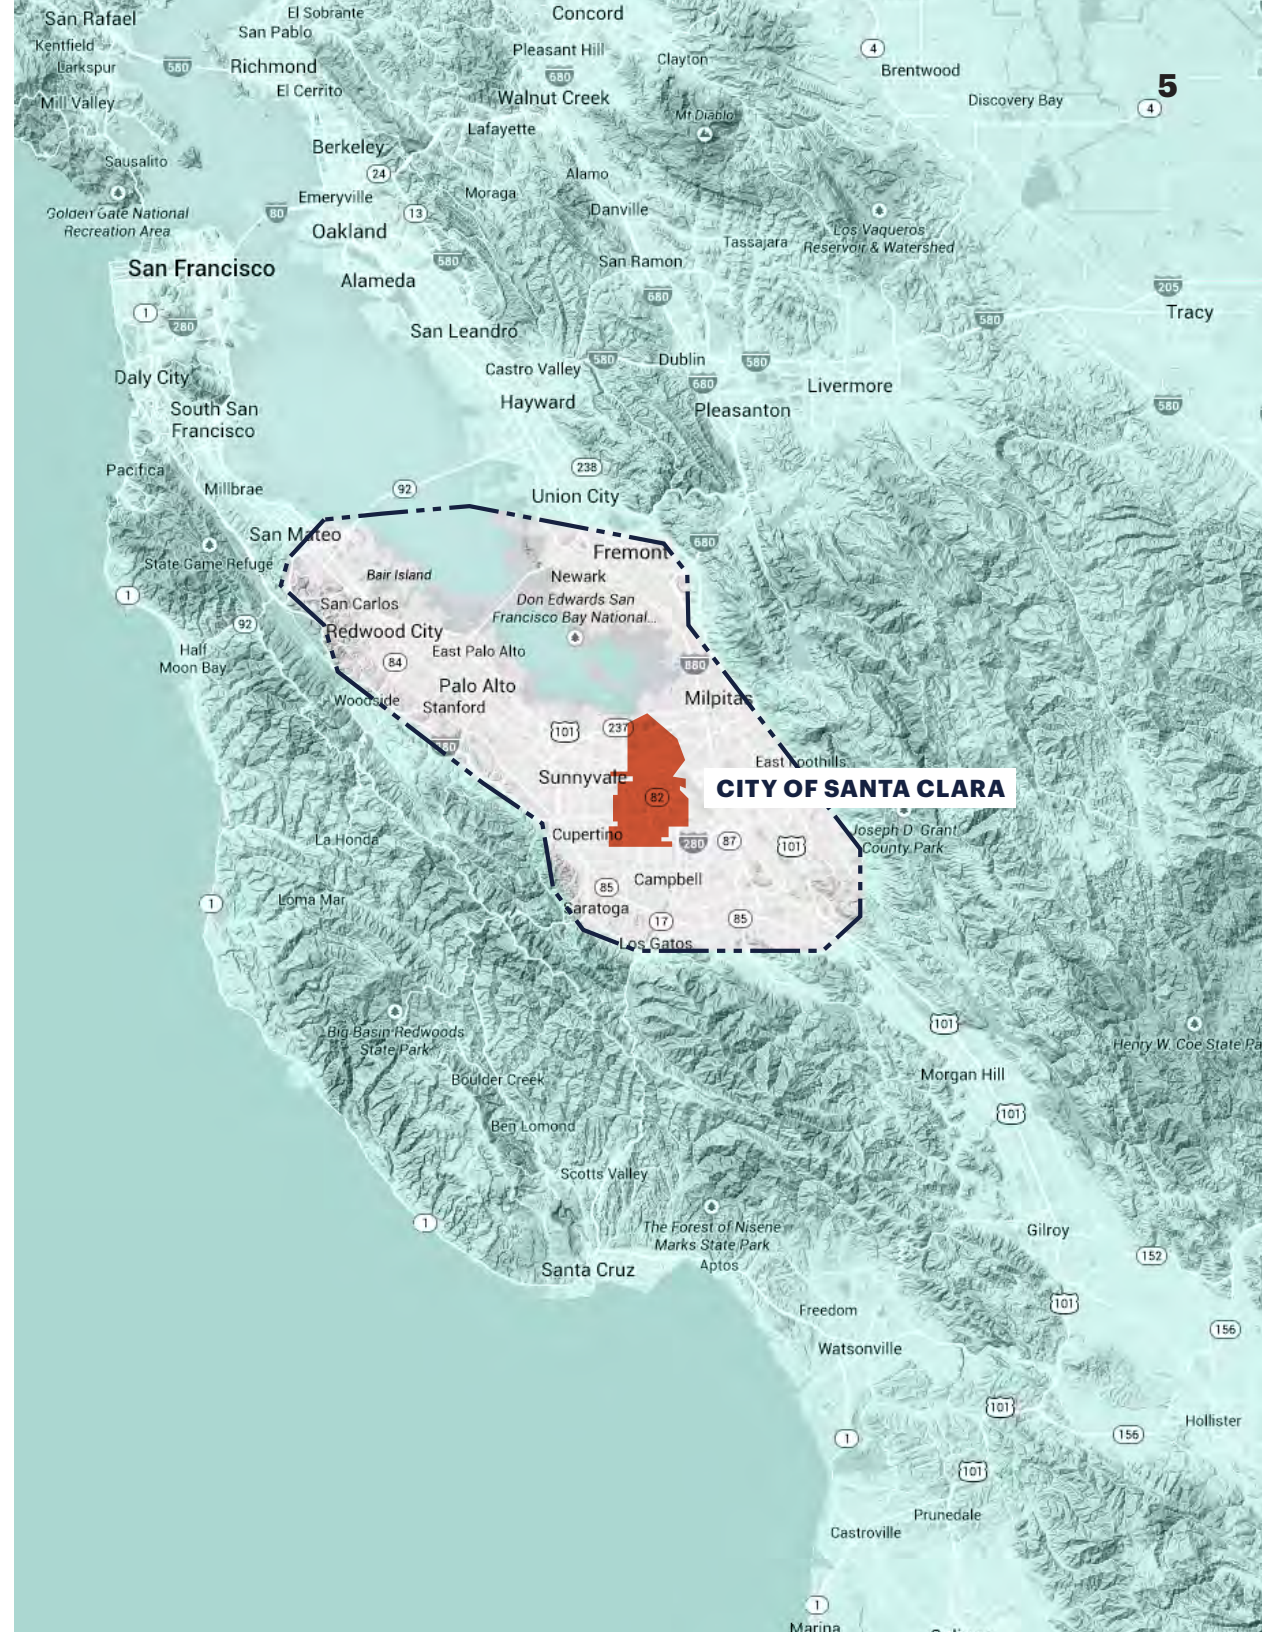 San Rafael
El Sobrante
Concord
San Pablo
Kentfield
Pleasant Hill
4
Larkspur
580
Richmond
680
Clayton
Brentwood
5
El Cerrito
Walnut Creek
Discovery Bay
Mill Valley
4
Mt Diablo
Lafayette
Berkeley
Sausalito
24
Alamo
Emeryville
Moraga
Golden Gate National
Recreation Area
80
13
Danville
Los Vaqueros
Reservoir & Watershed
Oakland
Tassajara
San Francisco
580
San Ramon
Alameda
680
205
1
280
San Leandro
580
Tracy
Castro Valley
580
Dublin
580
Daly City
680
Livermore
Hayward
Pleasanton
580
South San
Francisco
Pacifica
238
Millbrae
92
Union City
San Mateo
680
Fremont
State Game Refuge
Bair Island
Newark
1
San Carlos
Don Edwards San
Francisco Bay National...
92
Redwood City
Half
Moon Bay
84
East Palo Alto
880
Palo Alto
Milpitas
Woodside
Stanford
101
237
280
East Foothills
Sunnyvale
CITY OF SANTA CLARA
82
Cupertino
Joseph D. Grant
County Park
La Honda
280
87
101
Campbell
85
1
Loma Mar
Saratoga
17
85
Los Gatos
Big Basin Redwoods
State Park
101
Henry W. Coe State Pa
Boulder Creek
Morgan Hill
101
Ben Lomond
Scotts Valley
1
The Forest of Nisene
Marks State Park
Gilroy
152
Santa Cruz
Aptos
101
Freedom
156
Watsonville
101
Hollister
1
156
101
Prunedale
Castroville
1
Marina